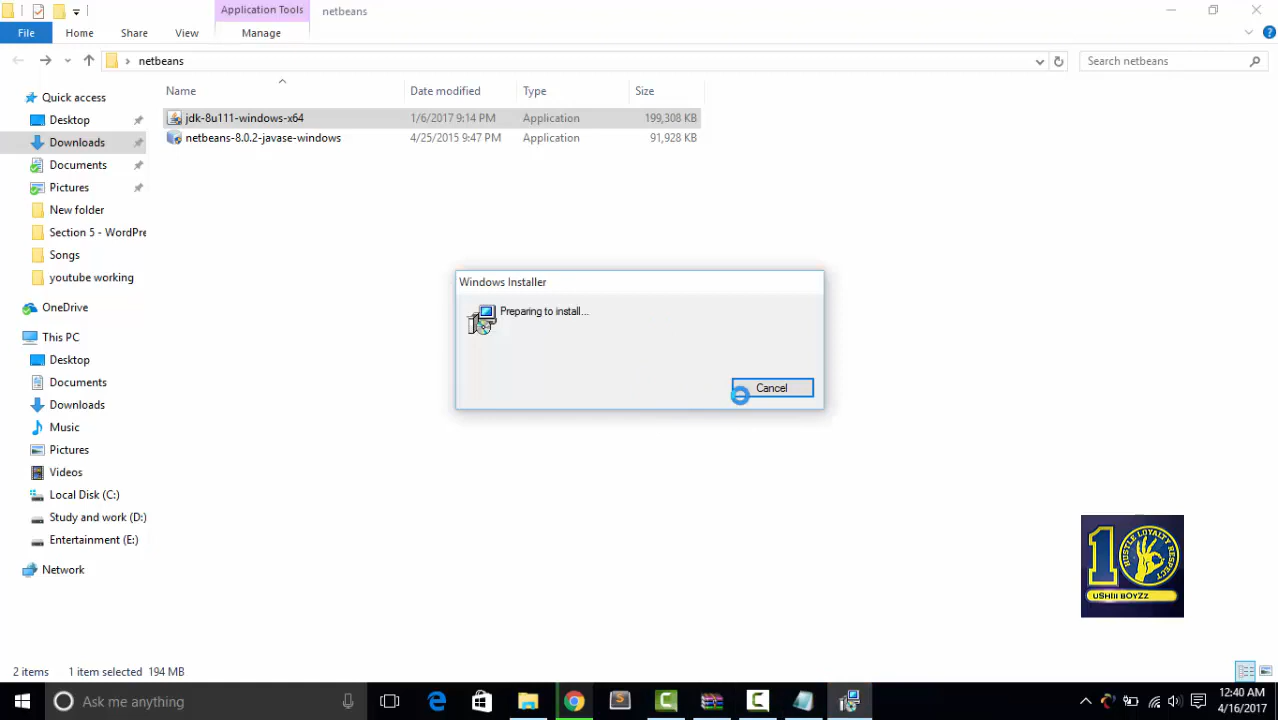 Application Tools
netbeans
File
Home
Share
View
Manage
netbeans
Search netbeans
Name
Date modified
Type
Size
jdk-8u111-windows-x64
1/6/2017 9:14 PM
Application
199,308 KB
netbeans-8.0.2-javase-windows
4/25/2015 9:47 PM
Application
91,928 KB
Quick access
Desktop
Downloads
Documents
Pictures
New folder
Section 5 - WordPre
Songs
youtube working
OneDrive
This PC
Desktop
Documents
Downloads
Music
Pictures
Videos
Local Disk (C:)
Study and work (D:)
Entertainment (E:)
Network
Windows Installer
Preparing to install...
Cancel
10
HUSTLE LOYALTY RESPECT
USHIII BOYZZ
2 items
1 item selected 194 MB
Ask me anything
12:40 AM
4/16/2017